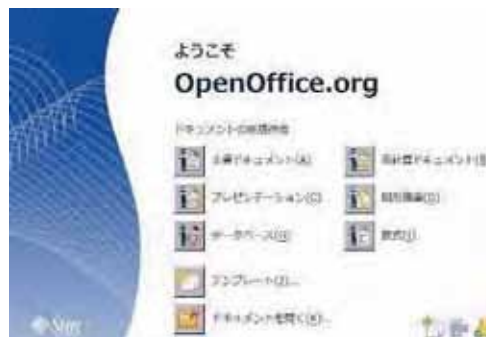 ようこそ
OpenOffice.org
ドキュメントの新規作成
文書ドキュメント(A) 表計算ドキュメント(B)
プレゼンテーション(C) 図形描画(D)
データベース(G) 数式(J)
テンプレート(J)...
ドキュメントを開く(K)...
Sun